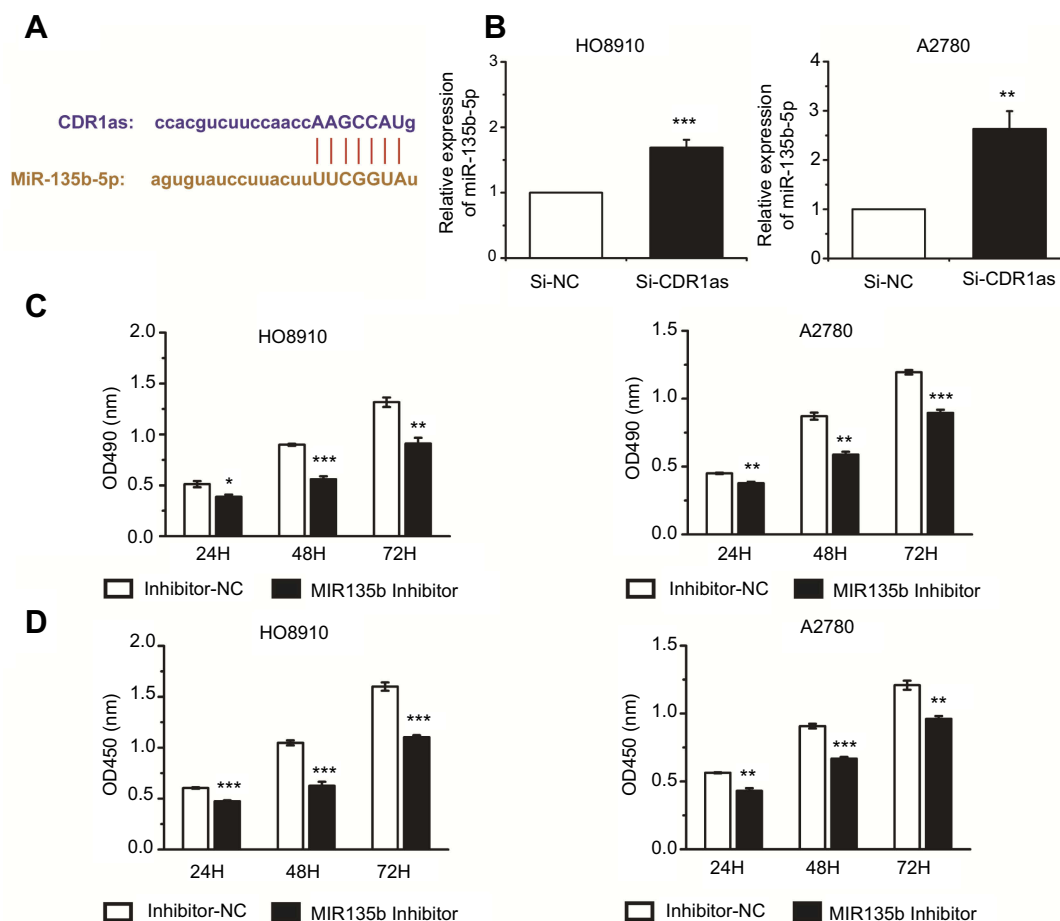 A
CDR1as: ccacgucuuccaaccAAGCCAUg
MiR-135b-5p: aguguauccuuacuuUUCGGUAu
B
HO8910
Relative expression
of miR-135b-5p
3
2
1
0
***
Si-NC Si-CDR1as
A2780
Relative expression
of miR-135b-5p
4
3
2
1
0
**
Si-NC Si-CDR1as
C
HO8910
OD490 (nm)
2.0
1.5
1.0
0.5
0.0
* *** **
24H 48H 72H
Inhibitor-NC MIR135b Inhibitor
A2780
OD490 (nm)
1.5
1.0
0.5
0.0
** ** ***
24H 48H 72H
Inhibitor-NC MIR135b Inhibitor
D
HO8910
OD450 (nm)
2.0
1.5
1.0
0.5
0.0
*** *** ***
24H 48H 72H
Inhibitor-NC MIR135b Inhibitor
A2780
OD450 (nm)
1.5
1.0
0.5
0.0
** *** **
24H 48H 72H
Inhibitor-NC MIR135b Inhibitor